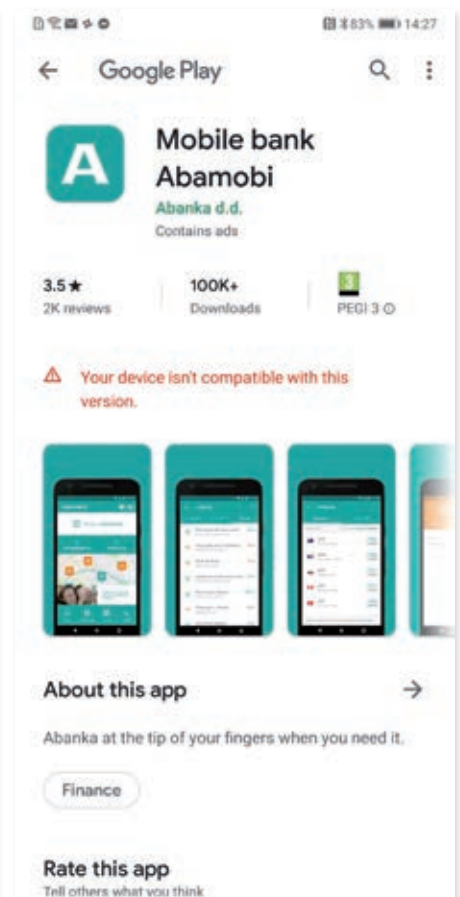 83% 14:27
Google Play
A
Mobile bank
Abamobi
Abanka d.d.
Contains ads
3.5★
2K reviews
100K+
Downloads
3
PEGI 3
Your device isn't compatible with this
version.
About this app
Abanka at the tip of your fingers when you need it.
Finance
Rate this app
Tell others what you think